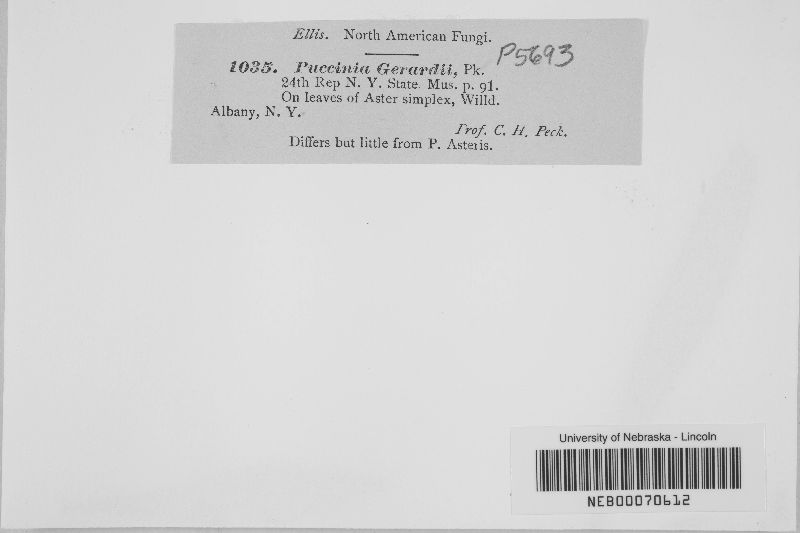 Ellis. North American Fungi.
P5693
1035. Puccinia Gerardii, Pk.
24th Rep N. Y. State. Mus. p. 91.
On leaves of Aster simplex, Willd.
Albany, N. Y.
Prof. C. H. Peck.
Differs but little from P. Asteris.
University of Nebraska - Lincoln
NEB00070612